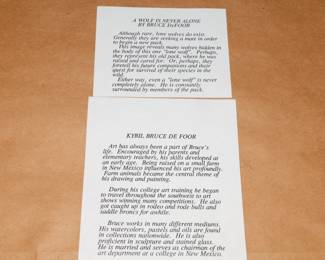 A WOLF IS NEVER ALONE
BY BRUCE DeFOOR
Although rare, lone wolves do exist.
Generally they are seeking a mate in order
to begin a new pack.
This image reveals many wolves hidden in
the body of this one "lone wolf". Perhaps,
they represent his old pack, where he was
raised and cared for. Or, perhaps, they
foretell his future companions and their
quest for survival of their species in the
wild.
Either way, even a "lone wolf" is never
completely alone. He is constantly
surrounded by members of the pack.
KYBIL BRUCE DE FOOR
Art has always been a part of Bruce's
life. Encouraged by his parents and
elementary teachers, his skills developed at
an early age. Being raised on a small farm
in New Mexico influenced his art profoundly.
Farm animals became the central theme of
his drawing and painting.
During his college art training he began to
travel throughout the southwest to art
shows winning many competitions. He also
got caught up in rodeo and rode bulls and
saddle broncs for awhile.
Bruce works in many different mediums.
His watercolors, pastels and oils are found
in collections nationwide. He is also
proficient in sculpture and stained glass.
He is married and serves as chairman of the
art department at a college in New Mexico.